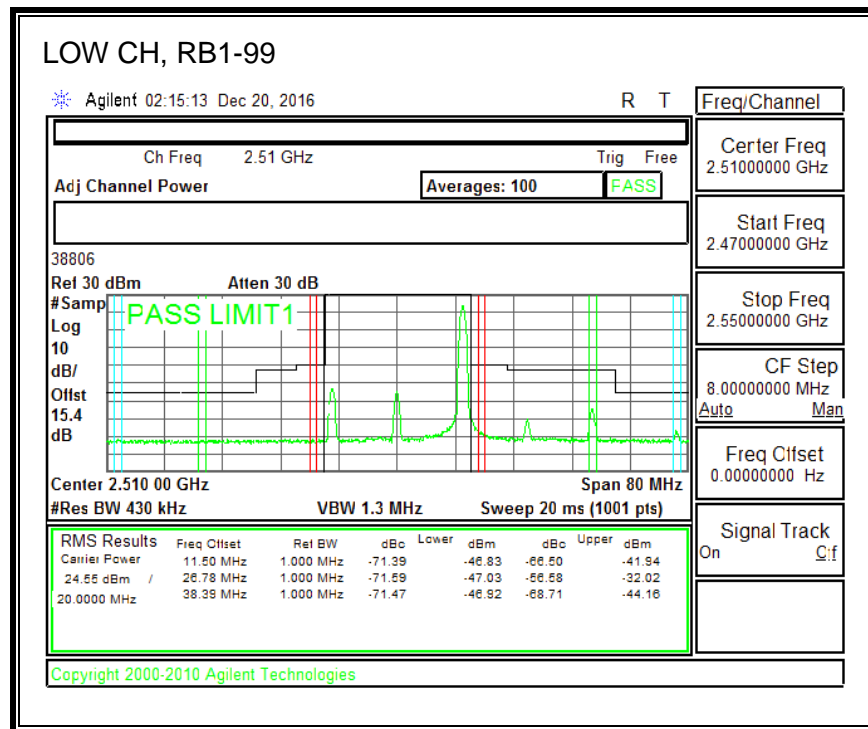 LOW CH, RB1-99
Agilent 02:15:13 Dec 20, 2016 R T
Ch Freq 2.51 GHz Trig Free
Adj Channel Power Averages: 100 PASS
38806
Ref 30 dBm Atten 30 dB
#Samp
Log
10
dB/
Offst
15.4
dB
PASS LIMIT1
Center 2.510 00 GHz Span 80 MHz
#Res BW 430 kHz VBW 1.3 MHz Sweep 20 ms (1001 pts)
RMS Results Freq Offset Ref BW dBc Lower dBm dBc Upper dBm
Carrier Power 11.50 MHz 1.000 MHz -71.39 -46.83 -66.50 -41.94
24.55 dBm / 26.78 MHz 1.000 MHz -71.59 -47.03 -56.58 -32.02
20.0000 MHz 38.39 MHz 1.000 MHz -71.47 -46.92 -68.71 -44.16
Copyright 2000-2010 Agilent Technologies
Freq/Channel
Center Freq
2.51000000 GHz
Start Freq
2.47000000 GHz
Stop Freq
2.55000000 GHz
CF Step
8.00000000 MHz
Auto Man
Freq Offset
0.00000000 Hz
Signal Track
On Off